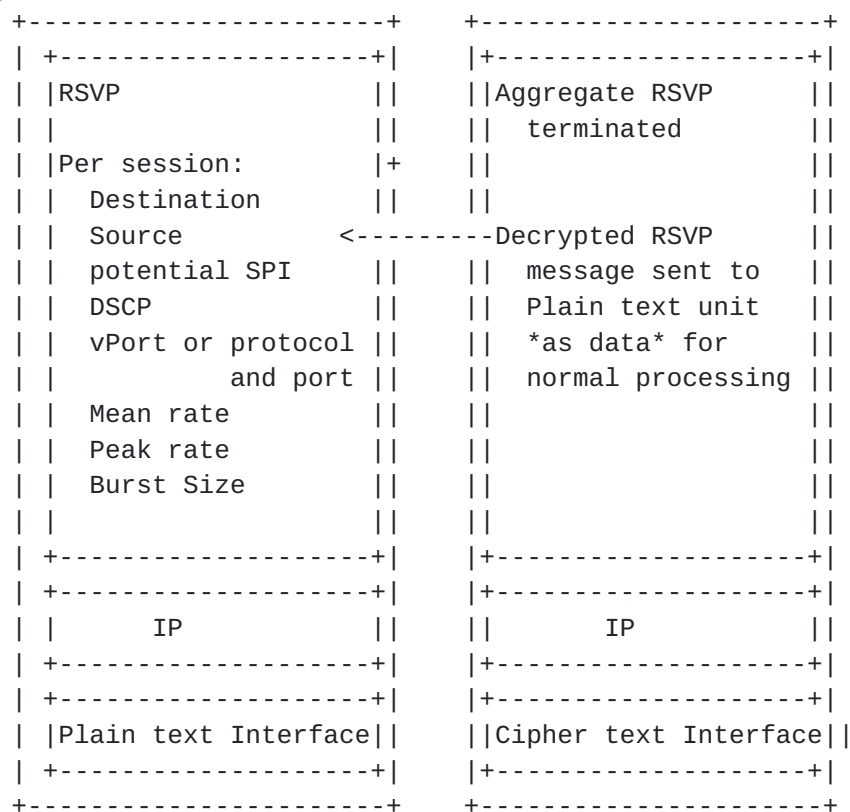 +---------------------+    +---------------------+
| +-------------------+|    |+-------------------+|
| |RSVP               ||    ||Aggregate RSVP     ||
| |                   ||    ||  terminated       ||
| |Per session:       |+    ||                   ||
| |  Destination      ||    ||                   ||
| |  Source         <---------Decrypted RSVP     ||
| |  potential SPI    ||    ||  message sent to  ||
| |  DSCP             ||    ||  Plain text unit  ||
| |  vPort or protocol ||    ||  *as data* for    ||
| |          and port ||    ||  normal processing ||
| |  Mean rate        ||    ||                   ||
| |  Peak rate        ||    ||                   ||
| |  Burst Size       ||    ||                   ||
| |                   ||    ||                   ||
| +-------------------+|    |+-------------------+|
| +-------------------+|    |+-------------------+|
| |      IP           ||    ||       IP          ||
| +-------------------+|    |+-------------------+|
| +-------------------+|    |+-------------------+|
| |Plain text Interface||    ||Cipher text Interface||
| +-------------------+|    |+-------------------+|
+---------------------+    +---------------------+